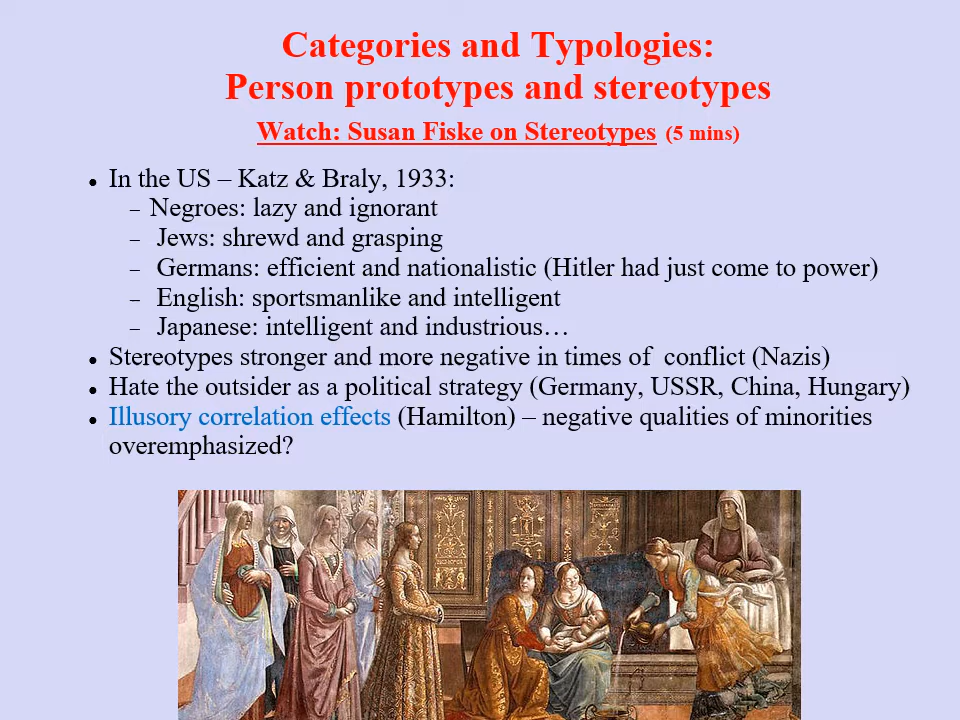 Categories and Typologies:
Person prototypes and stereotypes
Watch: Susan Fiske on Stereotypes (5 mins)
● In the US – Katz & Braly, 1933:
– Negroes: lazy and ignorant
– Jews: shrewd and grasping
– Germans: efficient and nationalistic (Hitler had just come to power)
– English: sportsmanlike and intelligent
– Japanese: intelligent and industrious…
● Stereotypes stronger and more negative in times of conflict (Nazis)
● Hate the outsider as a political strategy (Germany, USSR, China, Hungary)
● Illusory correlation effects (Hamilton) – negative qualities of minorities
overemphasized?